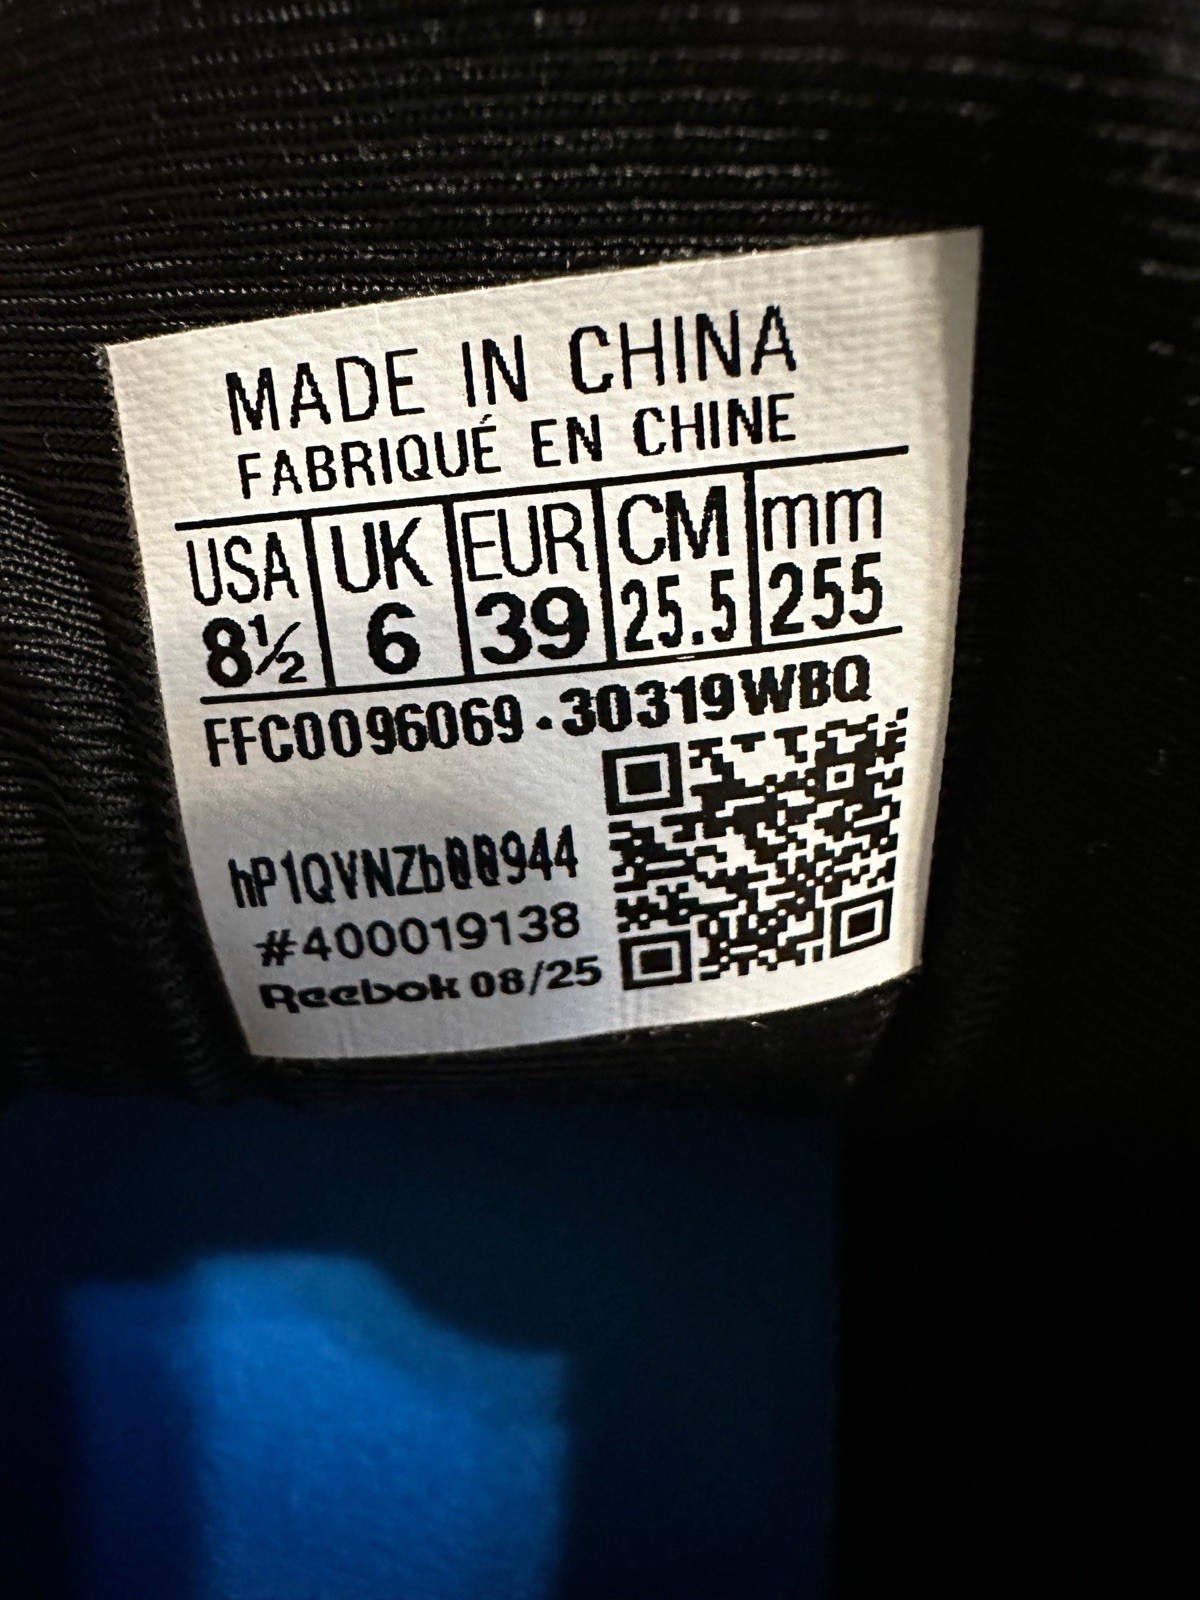 MADE IN CHINA
FABRIQUÉ EN CHINE
USA UK EUR CM mm
8½ 6 39 25.5 255
FFC0096069-30319WBQ
hP1QVNZb00944
#400019138
Reebok 08/25